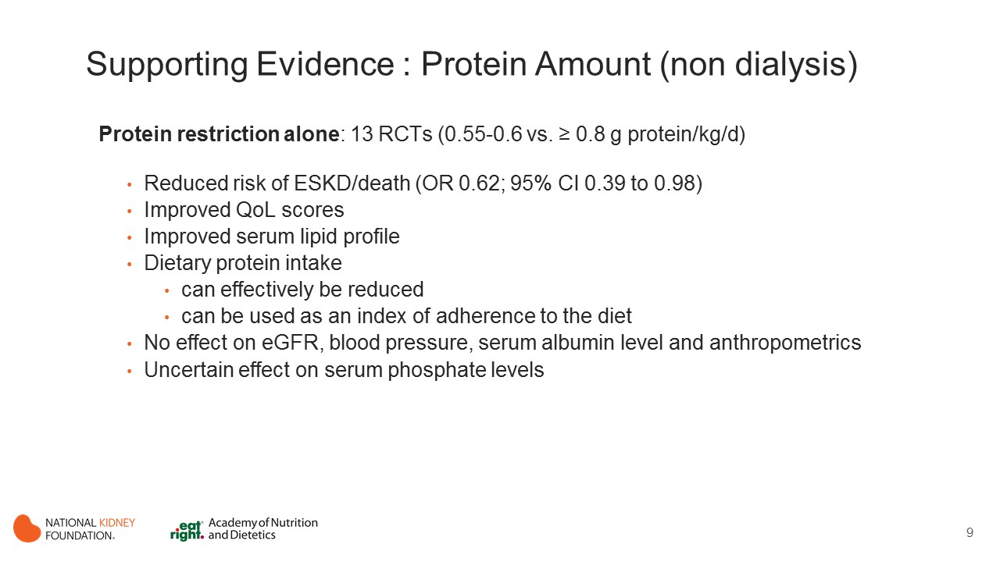 Supporting Evidence : Protein Amount (non dialysis)
Protein restriction alone: 13 RCTs (0.55-0.6 vs. ≥ 0.8 g protein/kg/d)
• Reduced risk of ESKD/death (OR 0.62; 95% CI 0.39 to 0.98)
• Improved QoL scores
• Improved serum lipid profile
• Dietary protein intake
• can effectively be reduced
• can be used as an index of adherence to the diet
• No effect on eGFR, blood pressure, serum albumin level and anthropometrics
• Uncertain effect on serum phosphate levels
NATIONAL KIDNEY
FOUNDATION®
eat
right.
Academy of Nutrition
and Dietetics
9